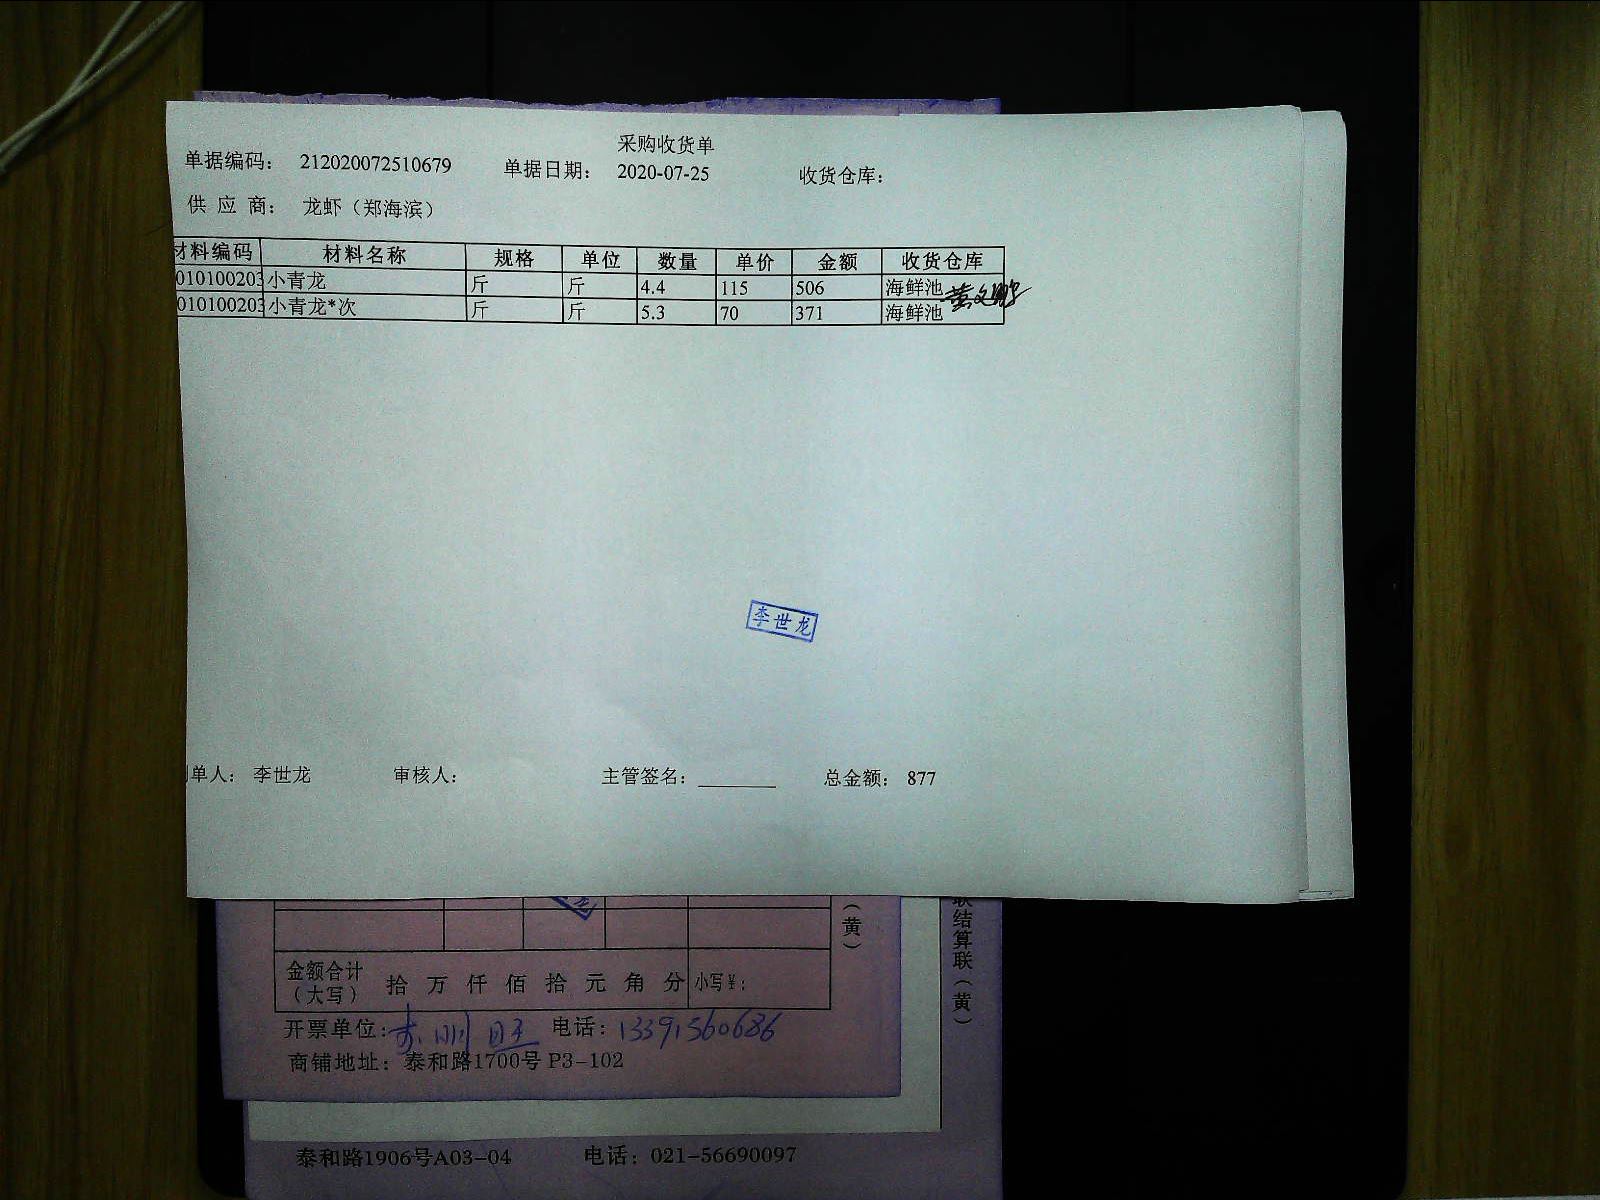 采购收货单
单据编码： 212020072510679 单据日期： 2020-07-25 收货仓库：
供 应 商： 龙虾（郑海滨）
材料编码 材料名称 规格 单位 数量 单价 金额 收货仓库
010100203 小青龙 斤 斤 4.4 115 506 海鲜池
010100203 小青龙*次 斤 斤 5.3 70 371 海鲜池
李世龙
单人： 李世龙 审核人： 主管签名： 总金额： 877
（黄）
联结算联（黄）
金额合计（大写） 拾 万 仟 佰 拾 元 角 分 小写¥：
开票单位： 电话：13391560686
商铺地址：泰和路1700号 P3-102
泰和路1906号A03-04 电话：021-56690097